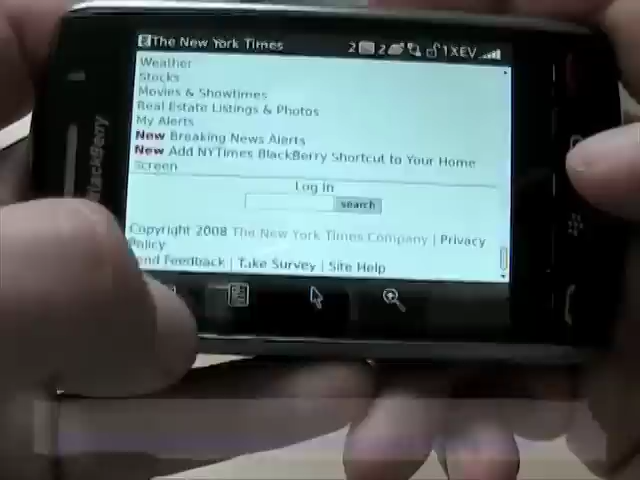 The New York Times
2 2 1XEV
Weather
Stocks
Movies & Showtimes
Real Estate Listings & Photos
My Alerts
New Breaking News Alerts
New Add NYTimes BlackBerry Shortcut to Your Home
Screen
Log In
search
Copyright 2008 The New York Times Company | Privacy
Policy
end Feedback | Take Survey | Site Help
BlackBerry